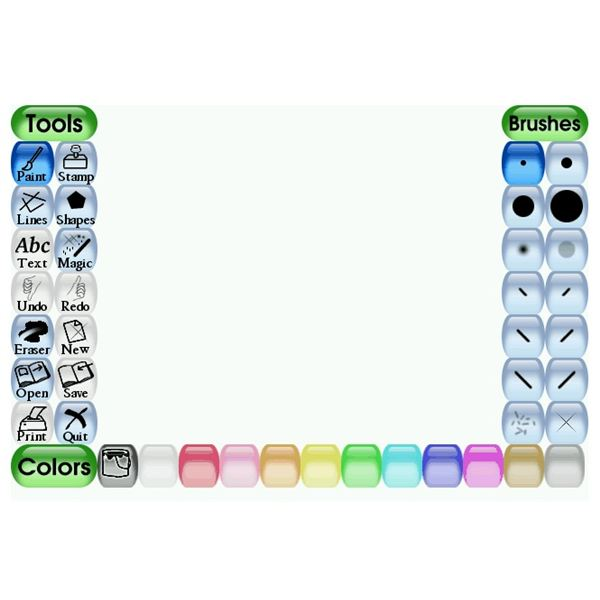 Tools
Brushes
Paint Stamp
Lines Shapes
Abc
Text Magic
Undo Redo
Eraser New
Open Save
Print Quit
Colors